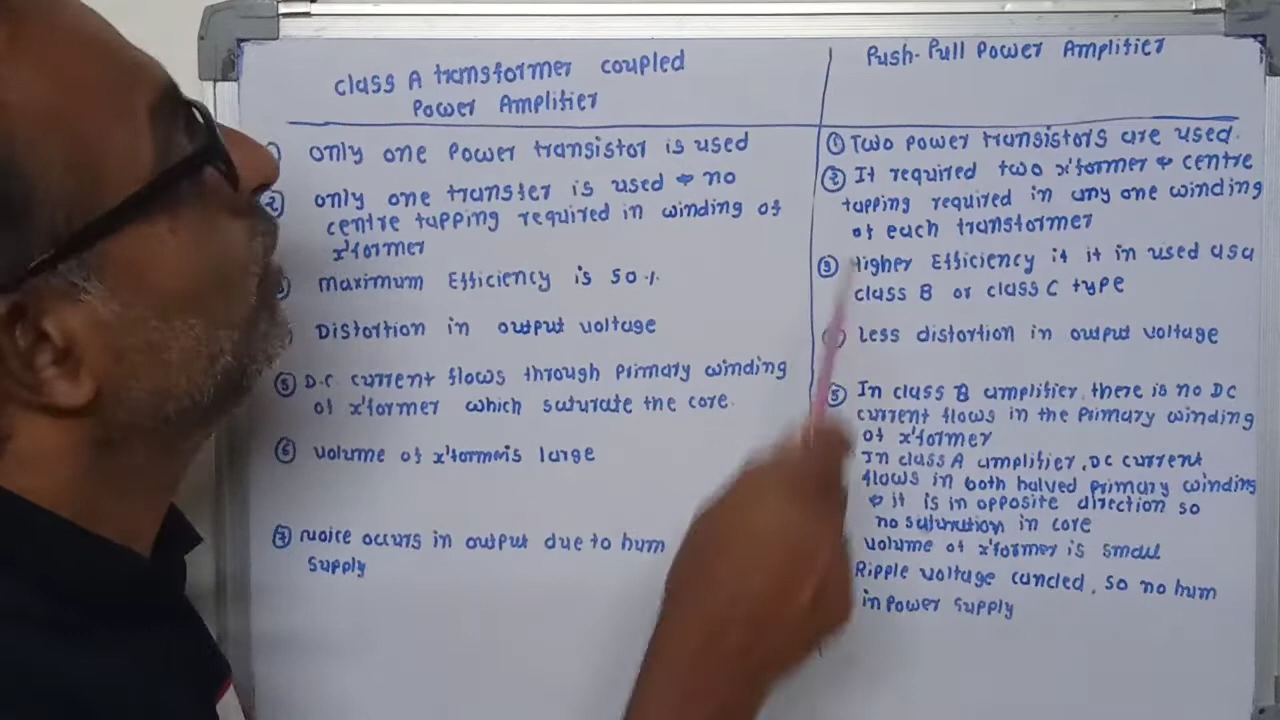 Class A transformer coupled
Power Amplifier
only one power transistor is used
② only one transfer is used & no
centre tapping required in winding of
x'former
maximum Efficiency is 50%
Distortion in output voltage
⑤ D.C. current flows through primary winding
of x'former which saturate the core.
⑥ volume of x'former is large
⑦ Noice occurs in output due to hum
supply
Push-Pull Power Amplifier
① Two power transistors are used.
② It required two x'former & centre
tapping required in any one winding
of each transformer
③ Higher Efficiency if it in used as a
class B or class C type
④ Less distortion in output voltage
⑤ In class B amplifier, there is no DC
current flows in the primary winding
of x'former
In class A amplifier, DC current
flows in both halved primary winding
& it is in opposite direction so
no saturation in core
volume of x'former is small
Ripple voltage cancled, so no hum
in power supply